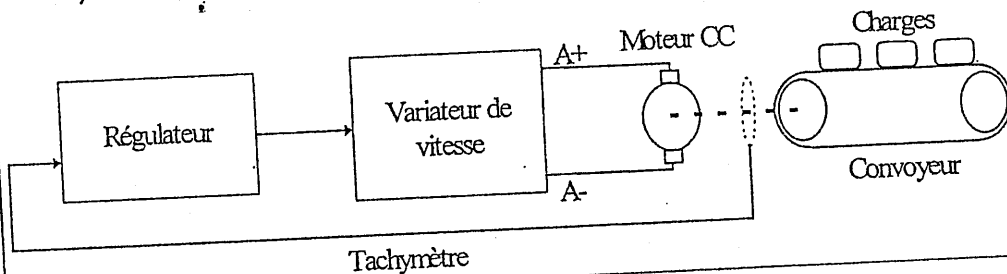 Charges
Moteur CC
A+
Régulateur
Variateur de
vitesse
A-
Convoyeur
Tachymètre